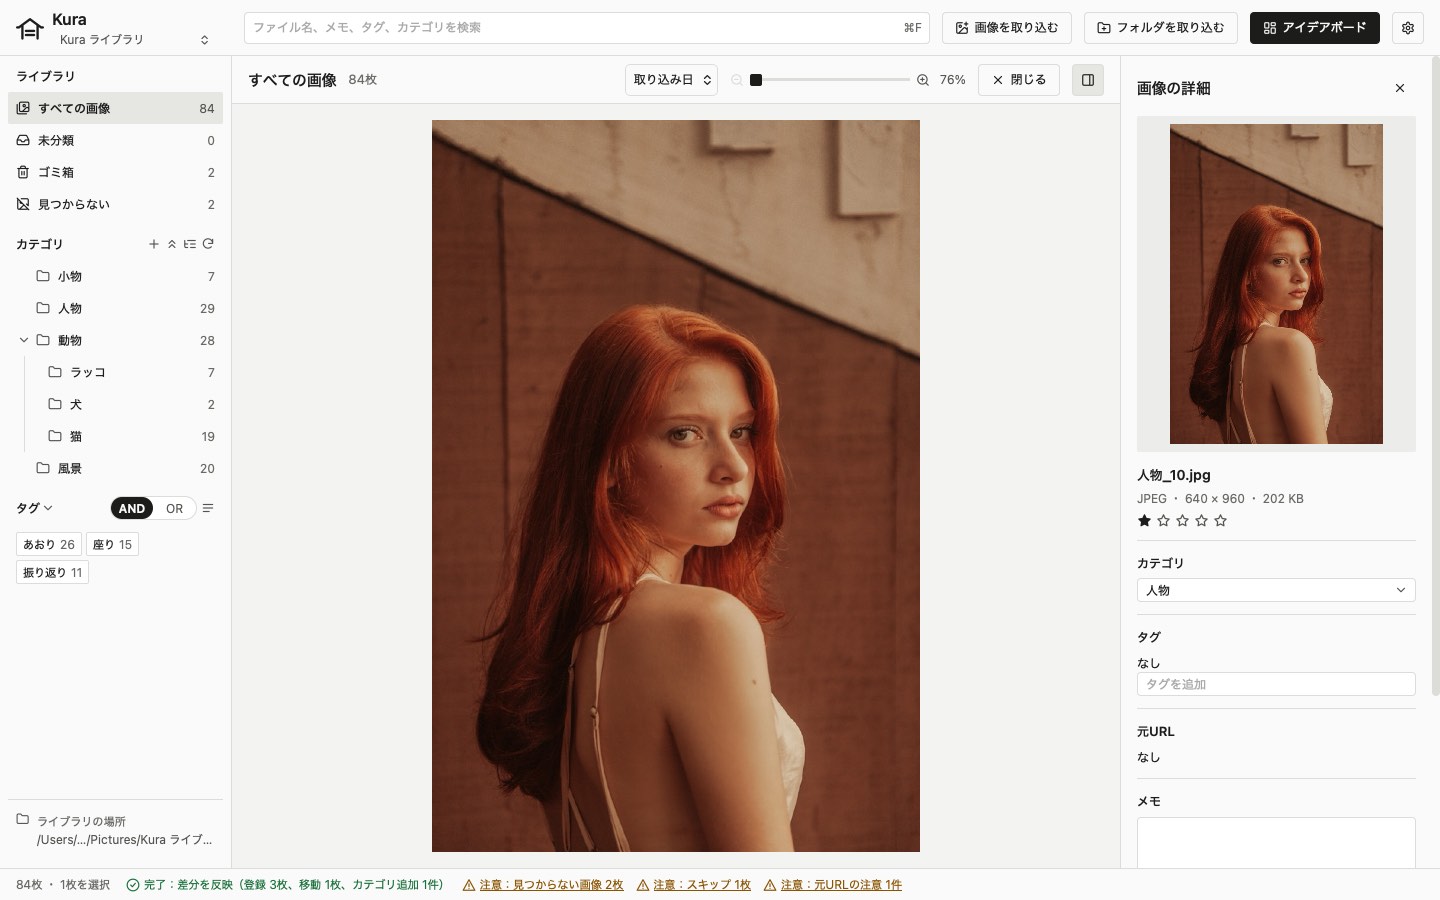 Kura
Kura ライブラリ
ファイル名、メモ、タグ、カテゴリを検索
⌘F
画像を取り込む
フォルダを取り込む
アイデアボード
ライブラリ
すべての画像 84
未分類 0
ゴミ箱 2
見つからない 2
カテゴリ
小物 7
人物 29
動物 28
ラッコ 7
犬 2
猫 19
風景 20
タグ
AND OR
あおり 26
座り 15
振り返り 11
ライブラリの場所
/Users/.../Pictures/Kura ライブ...
すべての画像 84枚
取り込み日
76%
閉じる
画像の詳細
人物_10.jpg
JPEG ・ 640 × 960 ・ 202 KB
カテゴリ
人物
タグ
なし
タグを追加
元URL
なし
メモ
84枚 ・ 1枚を選択
完了：差分を反映（登録 3枚、移動 1枚、カテゴリ追加 1件）
注意：見つからない画像 2枚
注意：スキップ 1枚
注意：元URLの注意 1件